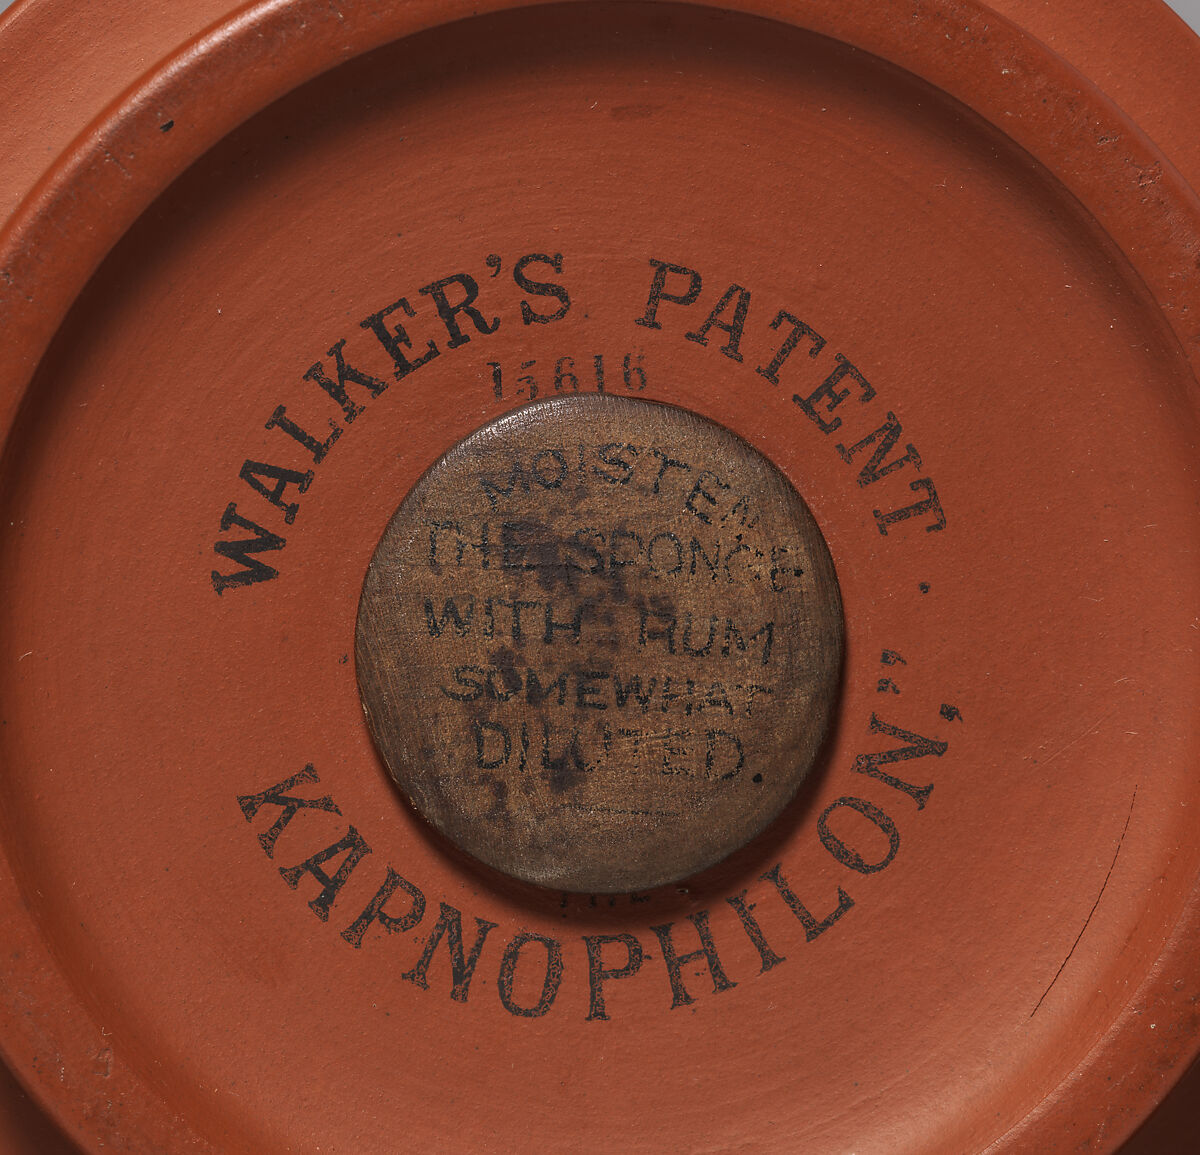 WALKER'S PATENT.
15616
MOISTEN
THE SPONGE
WITH RUM
SOMEWHAT
DILUTED.
KAPNOPHILON,"